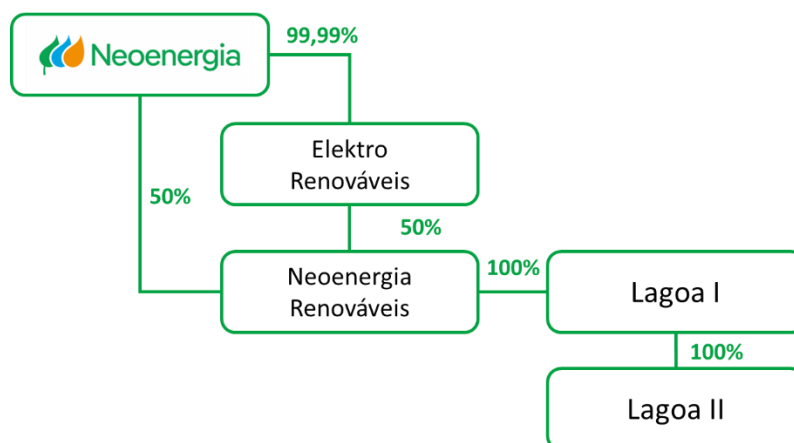 Neoenergia
99,99%
Elektro
Renováveis
50%
50%
Neoenergia
Renováveis
100%
Lagoa I
100%
Lagoa II